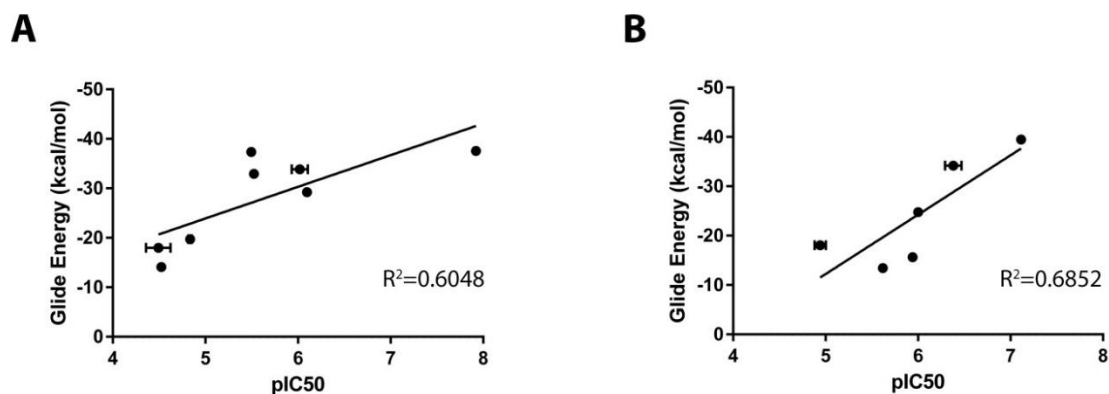 A
Glide Energy (kcal/mol)
-50
-40
-30
-20
-10
0
R²=0.6048
4 5 6 7 8
pIC50
B
Glide Energy (kcal/mol)
-50
-40
-30
-20
-10
0
R²=0.6852
4 5 6 7 8
pIC50